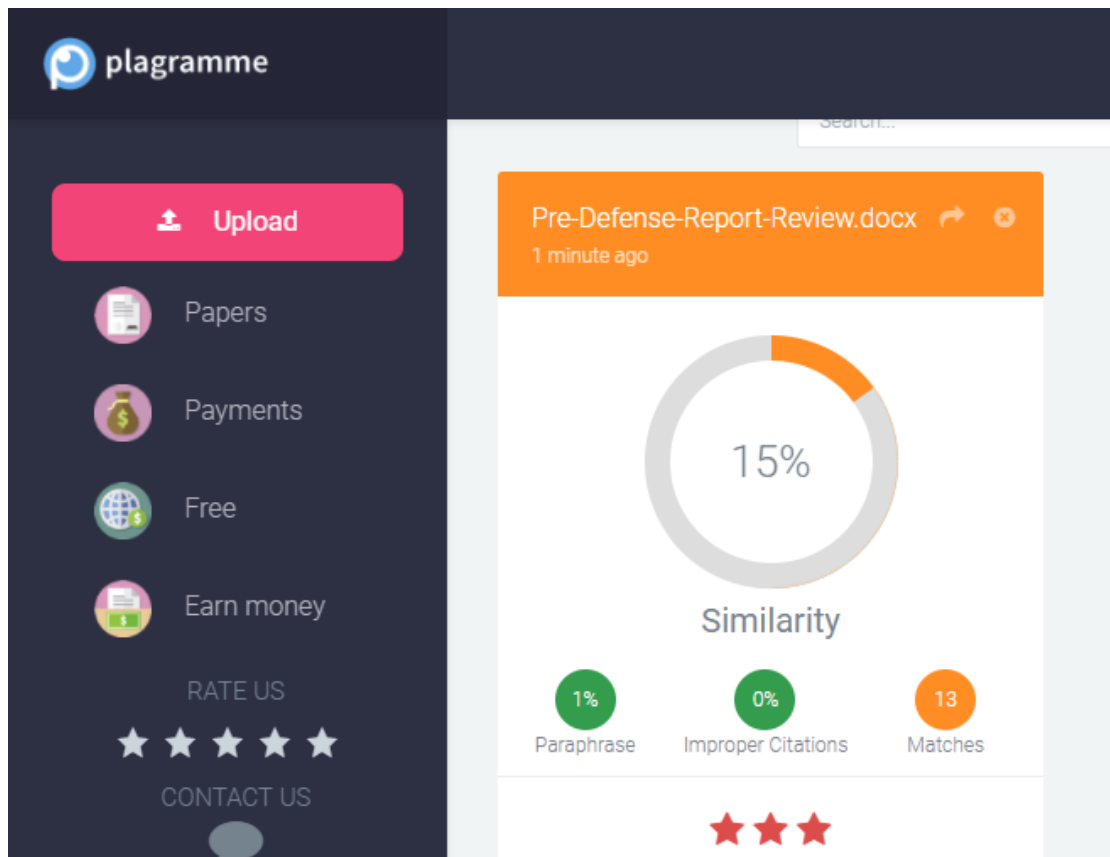 plagramme
Search...
Upload
Papers
Payments
Free
Earn money
RATE US
CONTACT US
Pre-Defense-Report-Review.docx
1 minute ago
15%
Similarity
1%
0%
13
Paraphrase
Improper Citations
Matches